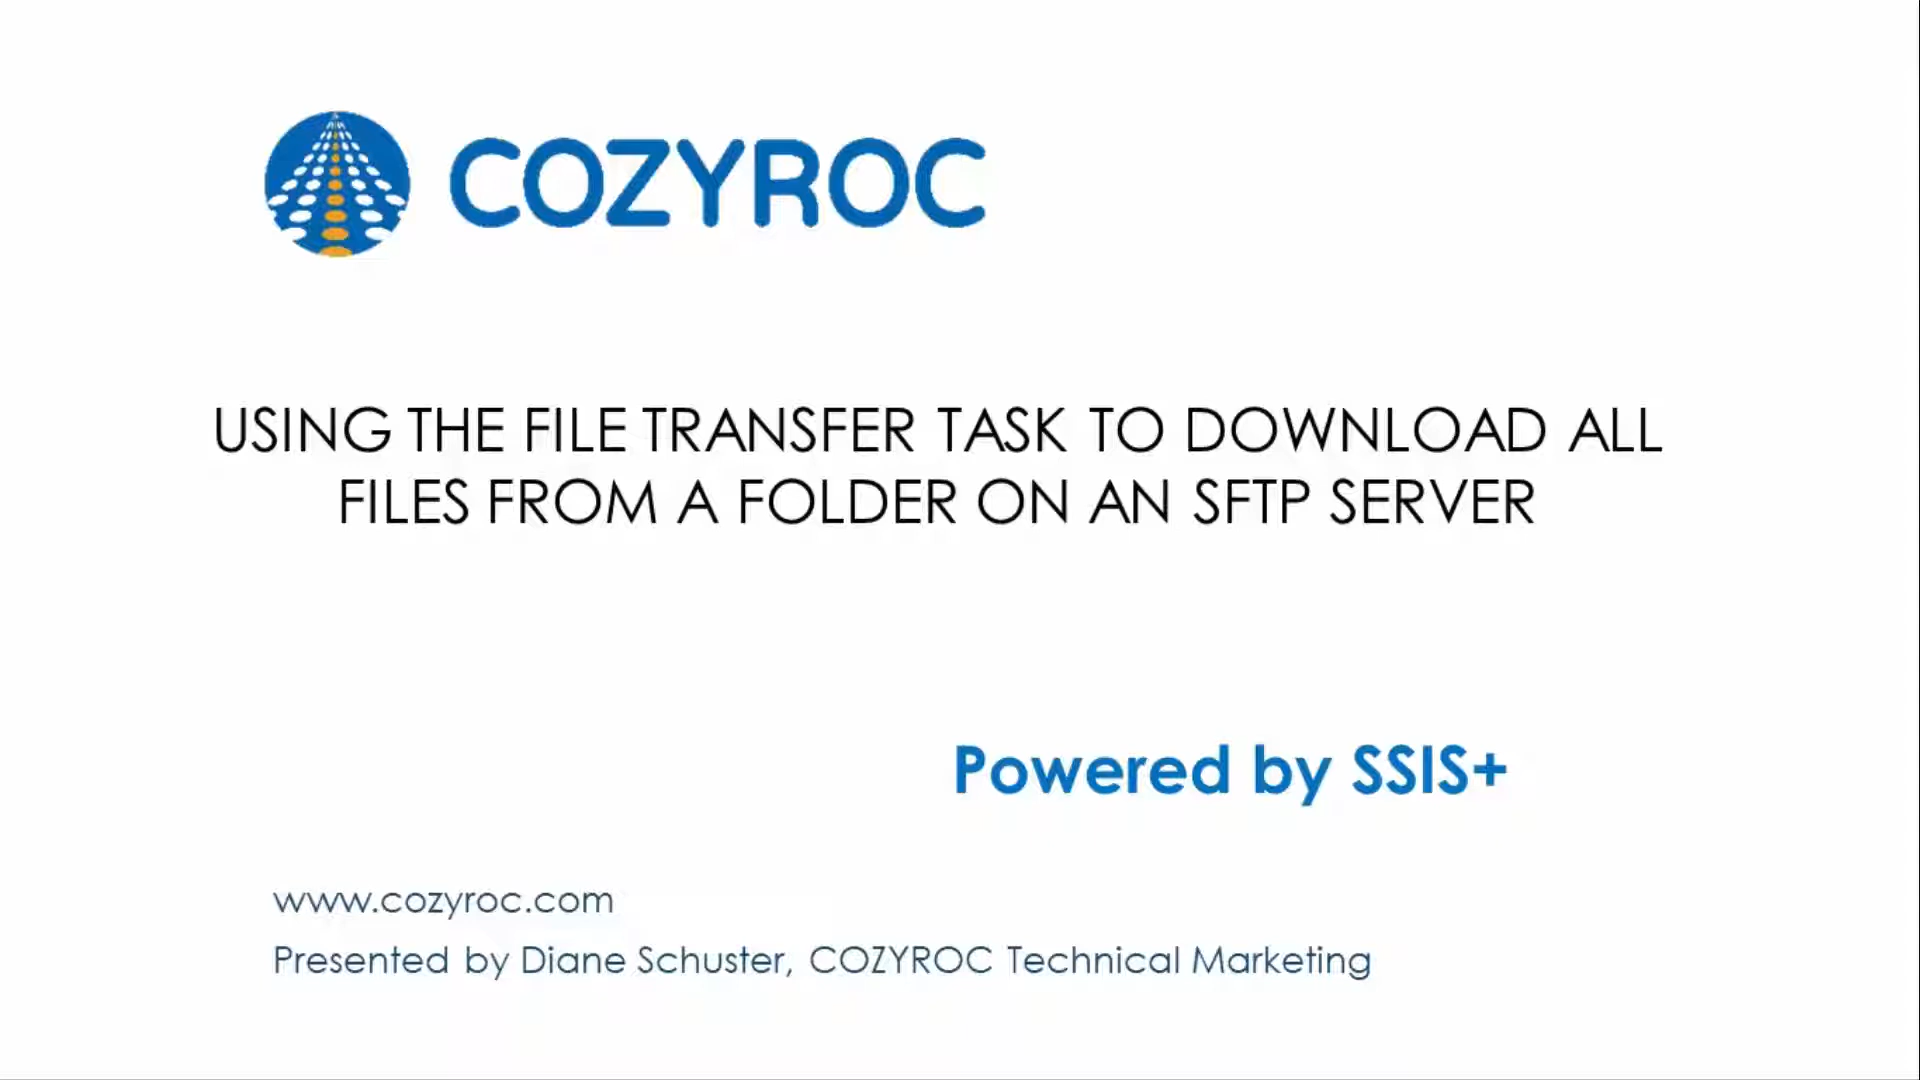 COZYROC
USING THE FILE TRANSFER TASK TO DOWNLOAD ALL
FILES FROM A FOLDER ON AN SFTP SERVER
Powered by SSIS+
www.cozyroc.com
Presented by Diane Schuster, COZYROC Technical Marketing